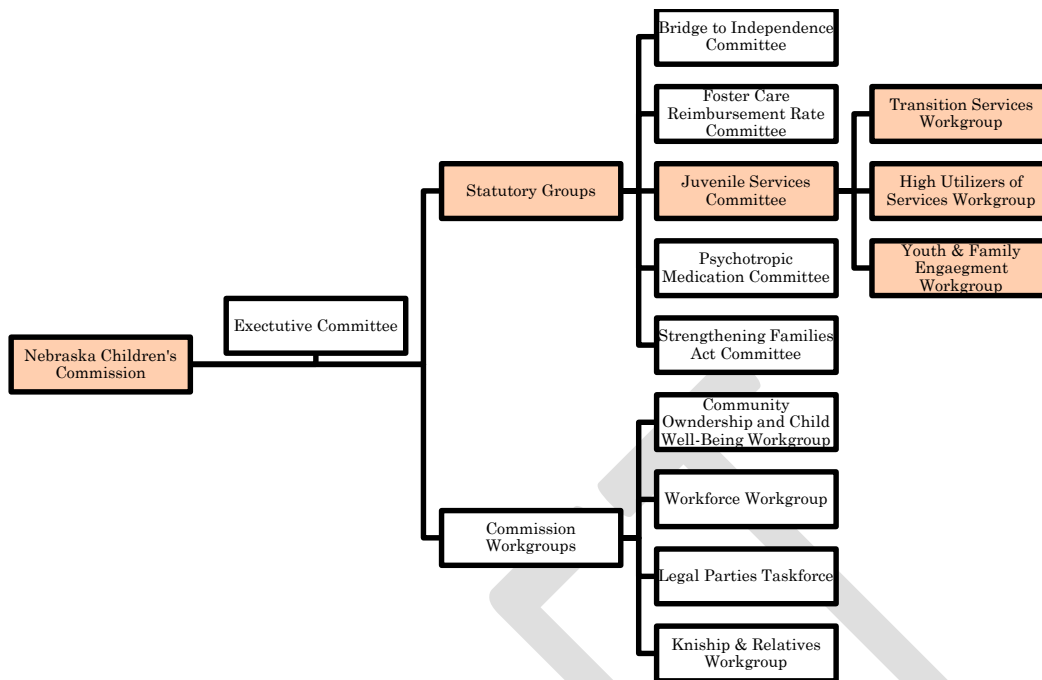 Nebraska Children's
Commission
Exectutive Committee
Statutory Groups
Bridge to Independence
Committee
Foster Care
Reimbursement Rate
Committee
Juvenile Services
Committee
Transition Services
Workgroup
High Utilizers of
Services Workgroup
Youth & Family
Engaegment
Workgroup
Psychotropic
Medication Committee
Strengthening Families
Act Committee
Commission
Workgroups
Community
Owndership and Child
Well-Being Workgroup
Workforce Workgroup
Legal Parties Taskforce
Kniship & Relatives
Workgroup